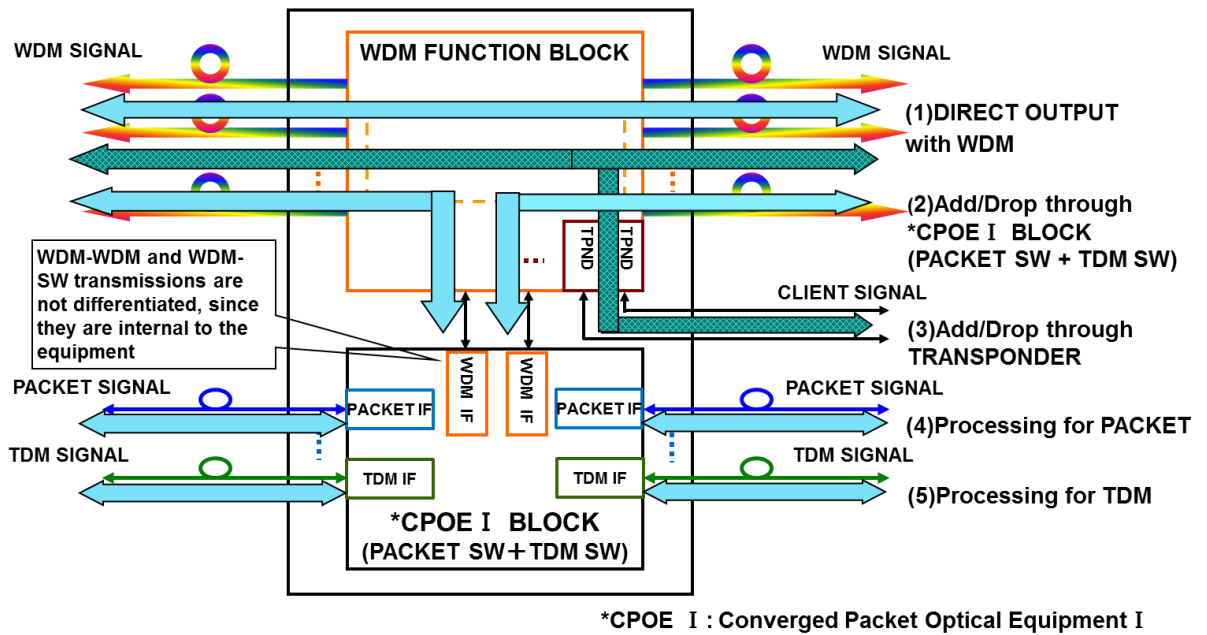 WDM FUNCTION BLOCK
WDM SIGNAL
WDM SIGNAL
(1)DIRECT OUTPUT
with WDM
(2)Add/Drop through
*CPOE Ⅰ BLOCK
(PACKET SW + TDM SW)
TPND
TPND
WDM-WDM and WDM-
SW transmissions are
not differentiated, since
they are internal to the
equipment
CLIENT SIGNAL
(3)Add/Drop through
TRANSPONDER
WDM IF
WDM IF
PACKET SIGNAL
PACKET IF
PACKET IF
PACKET SIGNAL
(4)Processing for PACKET
TDM SIGNAL
TDM IF
TDM IF
TDM SIGNAL
(5)Processing for TDM
*CPOE Ⅰ BLOCK
(PACKET SW＋TDM SW)
*CPOE Ⅰ : Converged Packet Optical Equipment Ⅰ